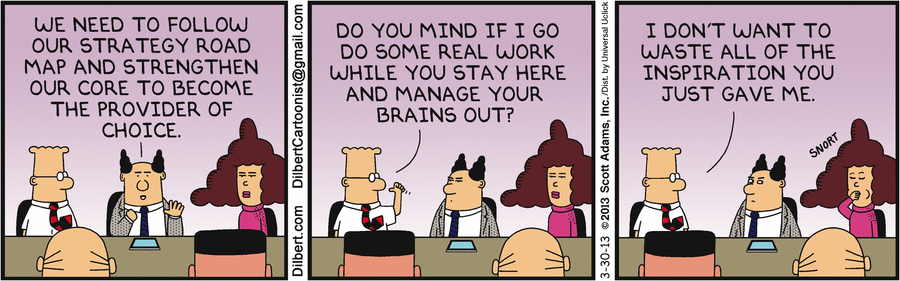 WE NEED TO FOLLOW
OUR STRATEGY ROAD
MAP AND STRENGTHEN
OUR CORE TO BECOME
THE PROVIDER OF
CHOICE.
Dilbert.com DilbertCartoonist@gmail.com
DO YOU MIND IF I GO
DO SOME REAL WORK
WHILE YOU STAY HERE
AND MANAGE YOUR
BRAINS OUT?
3-30-13 © 2013 Scott Adams, Inc. /Dist. by Universal Uclick
I DON'T WANT TO
WASTE ALL OF THE
INSPIRATION YOU
JUST GAVE ME.
SNORT